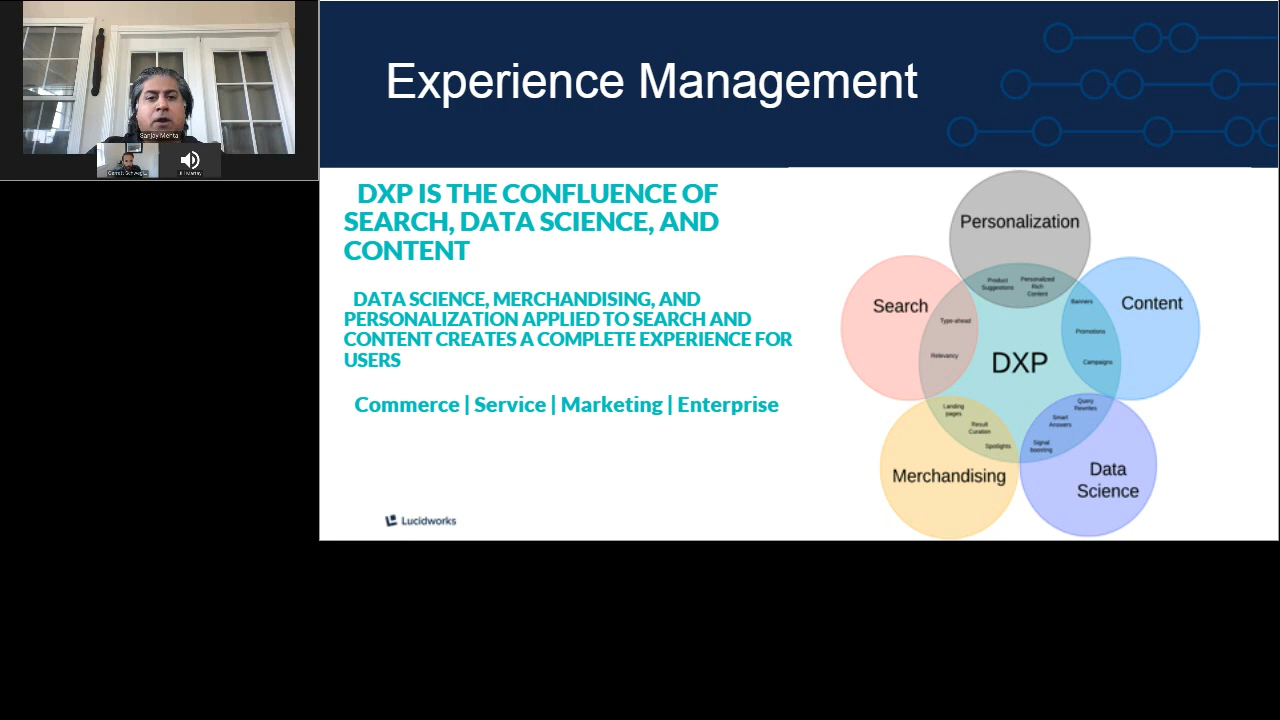 Sanjay Mehta
Experience Management
DXP IS THE CONFLUENCE OF
SEARCH, DATA SCIENCE, AND
CONTENT
DATA SCIENCE, MERCHANDISING, AND
PERSONALIZATION APPLIED TO SEARCH AND
CONTENT CREATES A COMPLETE EXPERIENCE FOR
USERS
Commerce | Service | Marketing | Enterprise
Lucidworks
Personalization
Product
Suggestions
Personalized
Rich
Content
Search
Type-ahead
Relevancy
Content
Banners
Promotions
Campaigns
DXP
Merchandising
Landing
pages
Result
Curation
Spotlights
Data
Science
Query
Rewrites
Smart
Answers
Signal
boosting